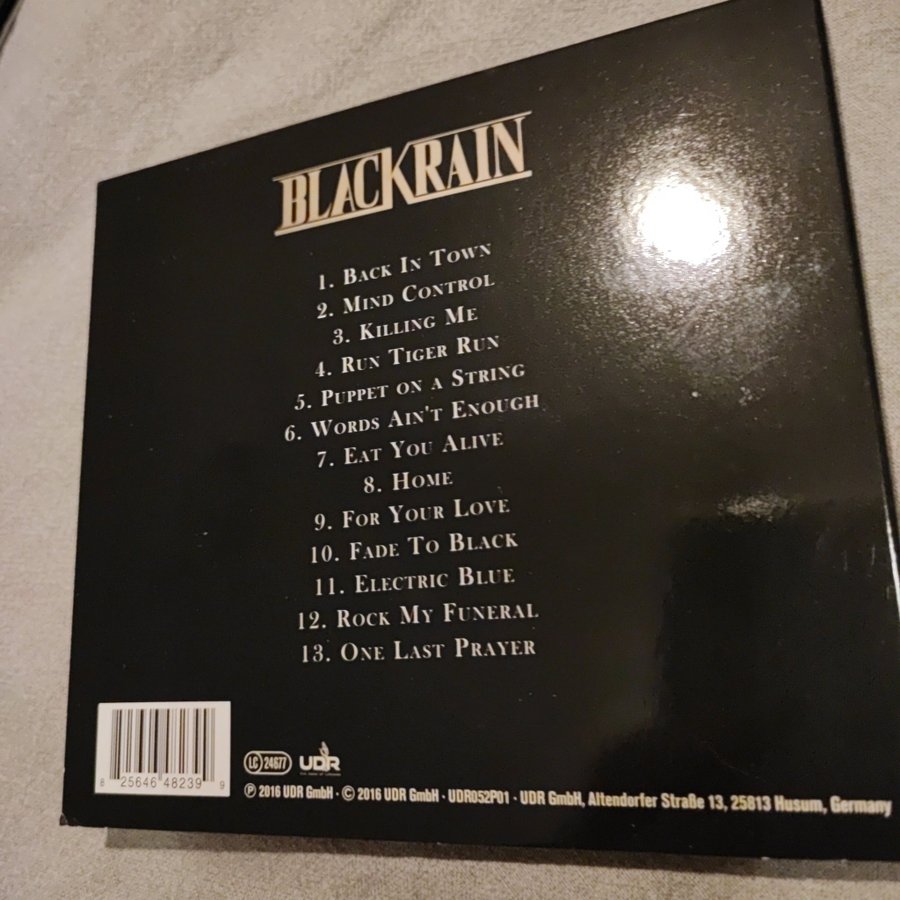 BLACKRAIN
1. BACK IN TOWN
2. MIND CONTROL
3. KILLING ME
4. RUN TIGER RUN
5. PUPPET ON A STRING
6. WORDS AIN'T ENOUGH
7. EAT YOU ALIVE
8. HOME
9. FOR YOUR LOVE
10. FADE TO BLACK
11. ELECTRIC BLUE
12. ROCK MY FUNERAL
13. ONE LAST PRAYER
8 25646 48239 9
LC 24677 UDR
℗ 2016 UDR GmbH · © 2016 UDR GmbH · UDR052P01 · UDR GmbH, Altendorfer Straße 13, 25813 Husum, Germany